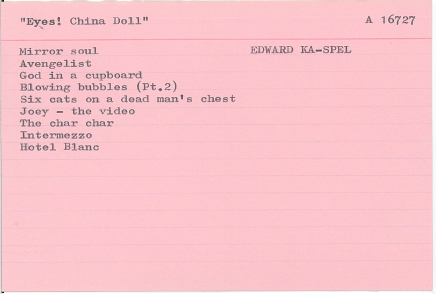 "Eyes! China Doll" A 16727
Mirror soul EDWARD KA-SPEL
Avengelist
God in a cupboard
Blowing bubbles (Pt.2)
Six cats on a dead man's chest
Joey - the video
The char char
Intermezzo
Hotel Blanc